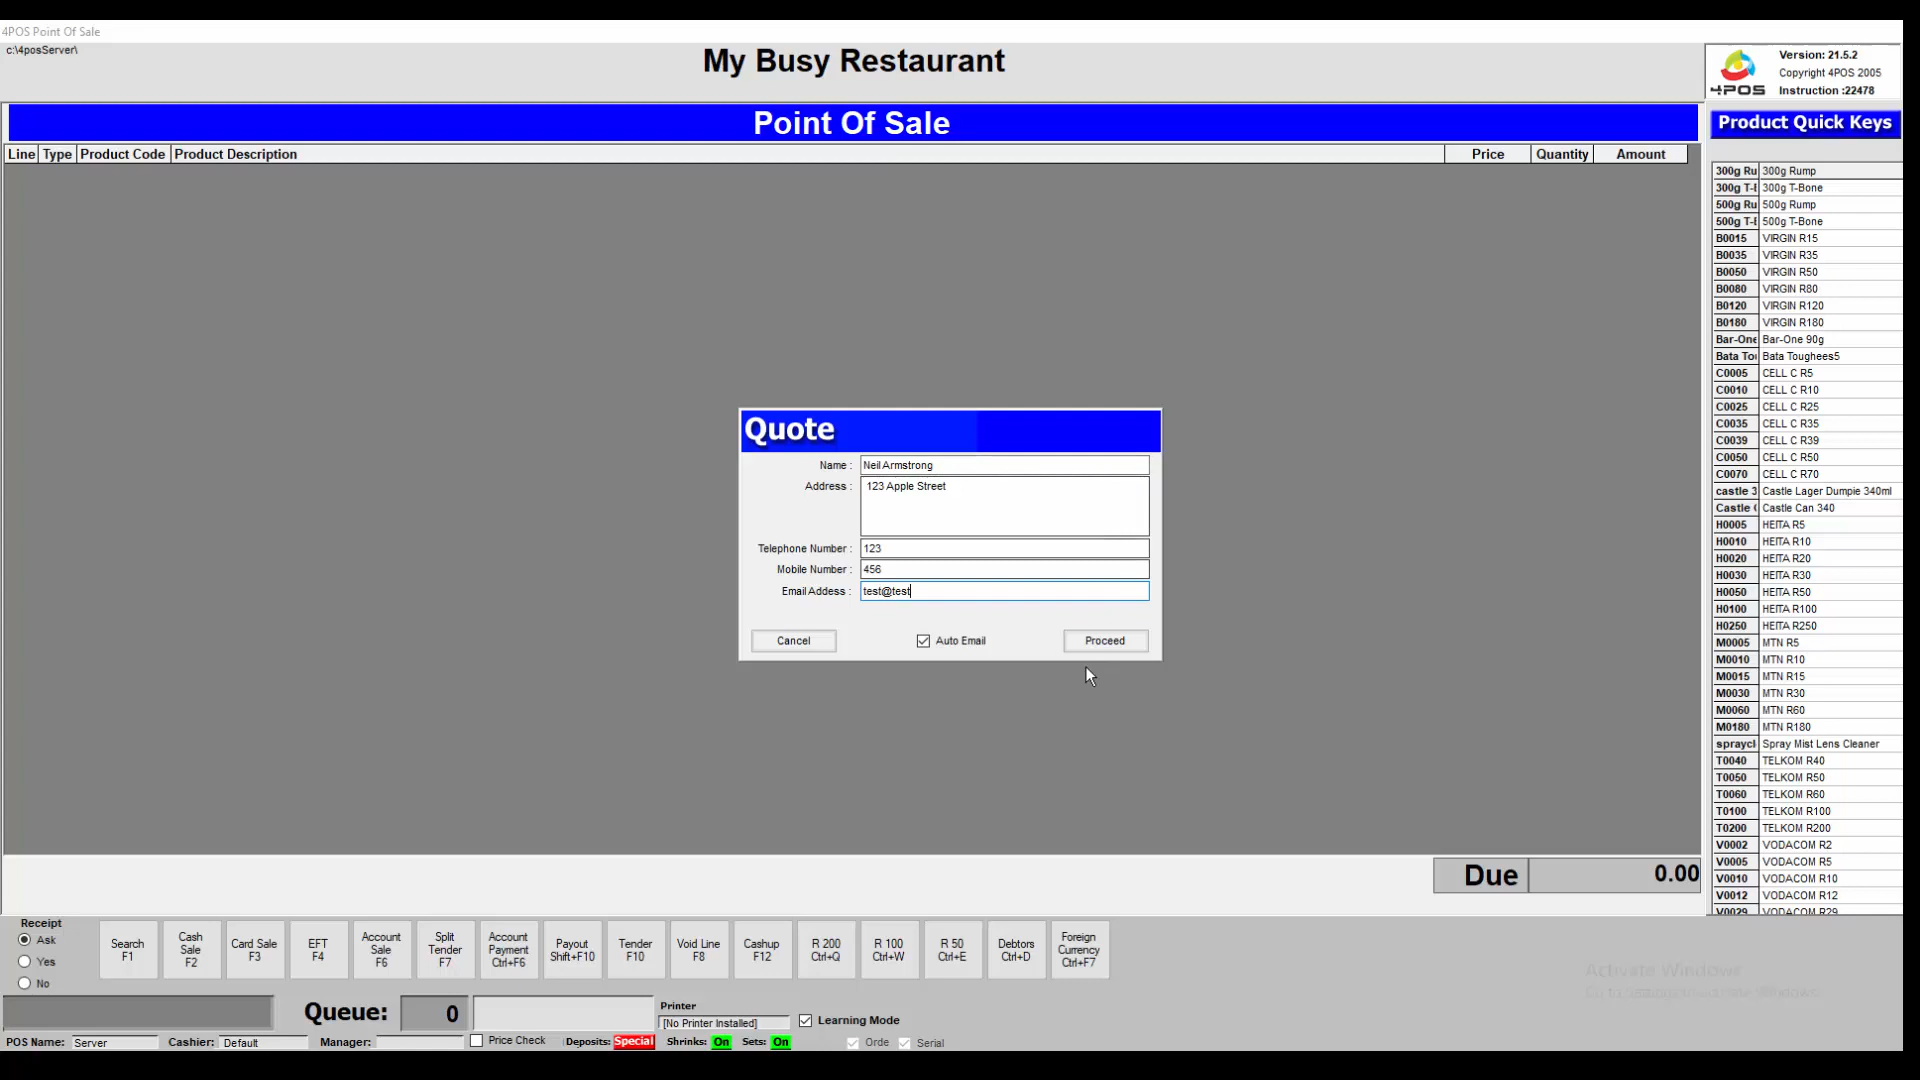 4POS Point Of Sale
c:\4posServer\
My Busy Restaurant
4POS
Version: 21.5.2
Copyright 4POS 2005
Instruction :22478
Point Of Sale
Product Quick Keys
Line Type Product Code Product Description Price Quantity Amount
300g Ru 300g Rump
300g T-E 300g T-Bone
500g Ru 500g Rump
500g T-E 500g T-Bone
B0015 VIRGIN R15
B0035 VIRGIN R35
B0050 VIRGIN R50
B0080 VIRGIN R80
B0120 VIRGIN R120
B0180 VIRGIN R180
Bar-One Bar-One 90g
Bata Tou Bata Toughees5
C0005 CELL C R5
C0010 CELL C R10
C0025 CELL C R25
C0035 CELL C R35
C0039 CELL C R39
C0050 CELL C R50
C0070 CELL C R70
castle 3 Castle Lager Dumpie 340ml
Castle C Castle Can 340
H0005 HEITA R5
H0010 HEITA R10
H0020 HEITA R20
H0030 HEITA R30
H0050 HEITA R50
H0100 HEITA R100
H0250 HEITA R250
M0005 MTN R5
M0010 MTN R10
M0015 MTN R15
M0030 MTN R30
M0060 MTN R60
M0180 MTN R180
spraycl Spray Mist Lens Cleaner
T0040 TELKOM R40
T0050 TELKOM R50
T0060 TELKOM R60
T0100 TELKOM R100
T0200 TELKOM R200
V0002 VODACOM R2
V0005 VODACOM R5
V0010 VODACOM R10
V0012 VODACOM R12
V0029 VODACOM R29
Quote
Name : Neil Armstrong
Address : 123 Apple Street
Telephone Number : 123
Mobile Number : 456
Email Addess : test@test
Cancel Auto Email Proceed
Due 0.00
Receipt
Ask
Yes
No
Search F1
Cash Sale F2
Card Sale F3
EFT F4
Account Sale F6
Split Tender F7
Account Payment Ctrl+F6
Payout Shift+F10
Tender F10
Void Line F8
Cashup F12
R 200 Ctrl+Q
R 100 Ctrl+W
R 50 Ctrl+E
Debtors Ctrl+D
Foreign Currency Ctrl+F7
Activate Windows
Go to Settings to activate Windows.
Queue: 0
Printer
[No Printer Installed]
Learning Mode
POS Name: Server Cashier: Default Manager: Price Check Deposits: Special Shrinks: On Sets: On Orde Serial